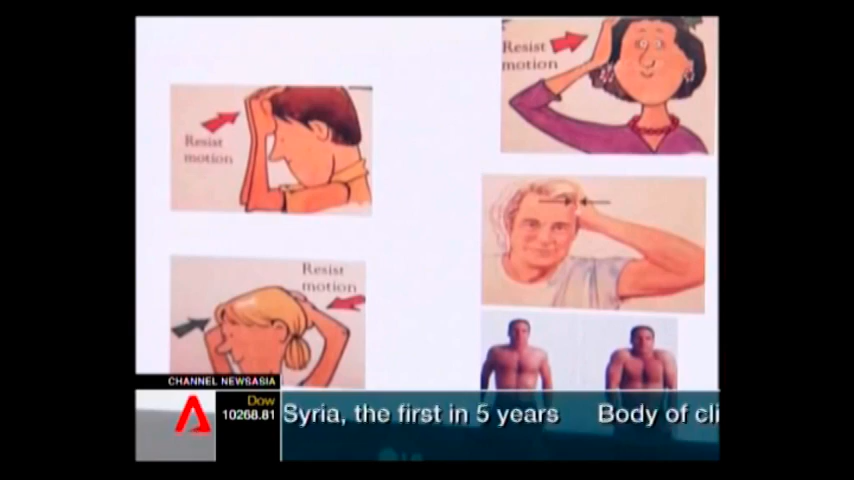 Resist
motion
Resist
motion
Resist
motion
CHANNEL NEWSASIA
Dow
10268.81
Syria, the first in 5 years Body of cli